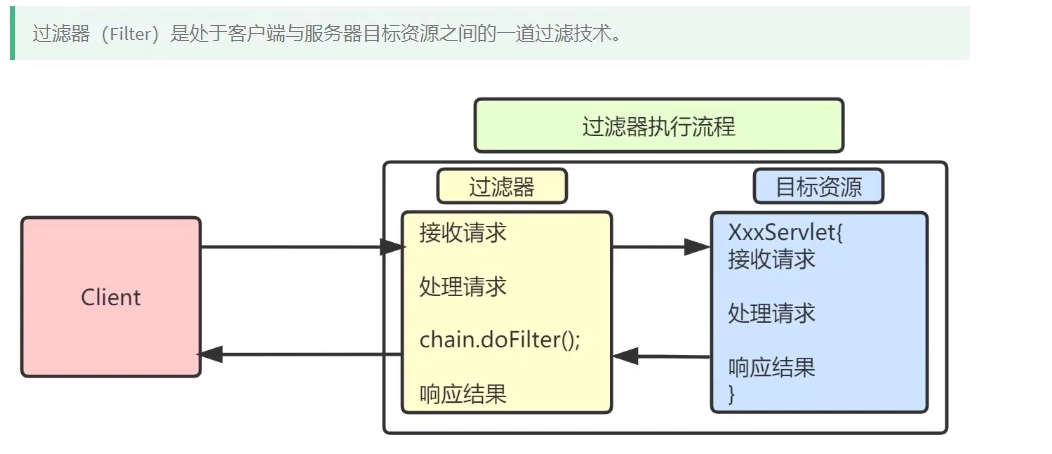 过滤器（Filter）是处于客户端与服务器目标资源之间的一道过滤技术。
过滤器执行流程
过滤器
目标资源
Client
接收请求
处理请求
chain.doFilter();
响应结果
XxxServlet{
接收请求
处理请求
响应结果
}